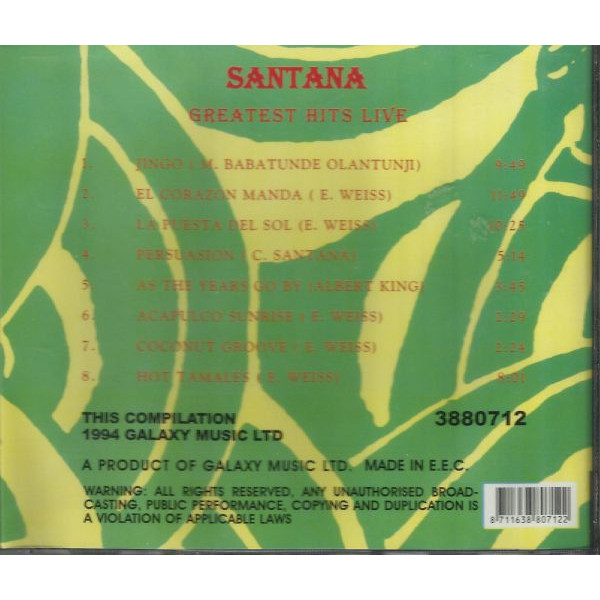 SANTANA
GREATEST HITS LIVE
1. JINGO ( M. BABATUNDE OLANTUNJI) 9:49
2. EL CORAZON MANDA ( E. WEISS) 11:49
3. LA PUESTA DEL SOL (E. WEISS) 10:25
4. PERSUASION ( C. SANTANA) 5:14
5. AS THE YEARS GO BY (ALBERT KING) 3:45
6. ACAPULCO SUNRISE ( E. WEISS) 2:29
7. COCONUT GROOVE ( E. WEISS) 2:24
8. HOT TAMALES ( E. WEISS) 8:01
THIS COMPILATION 3880712
1994 GALAXY MUSIC LTD
A PRODUCT OF GALAXY MUSIC LTD. MADE IN E.E.C.
WARNING: ALL RIGHTS RESERVED, ANY UNAUTHORISED BROAD-
CASTING, PUBLIC PERFORMANCE, COPYING AND DUPLICATION IS
A VIOLATION OF APPLICABLE LAWS
8 711638 807122